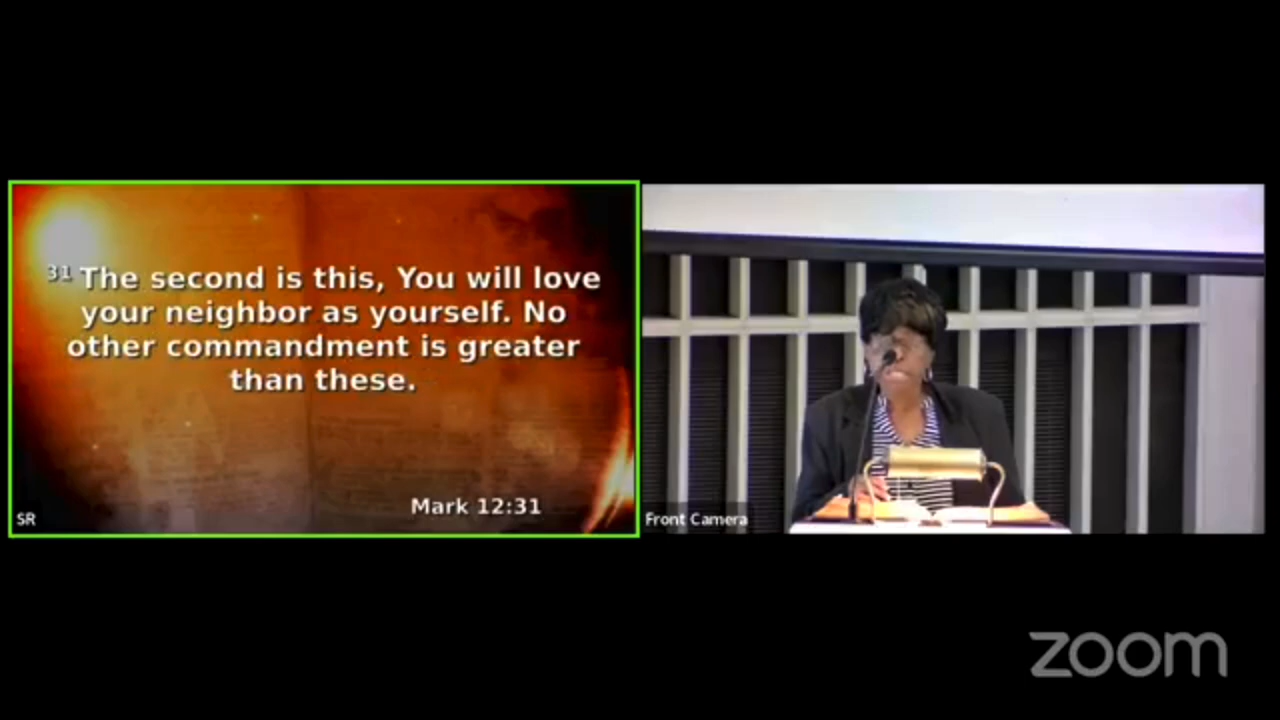 31 The second is this, You will love
your neighbor as yourself. No
other commandment is greater
than these.
Mark 12:31
SR
Front Camera
zoom